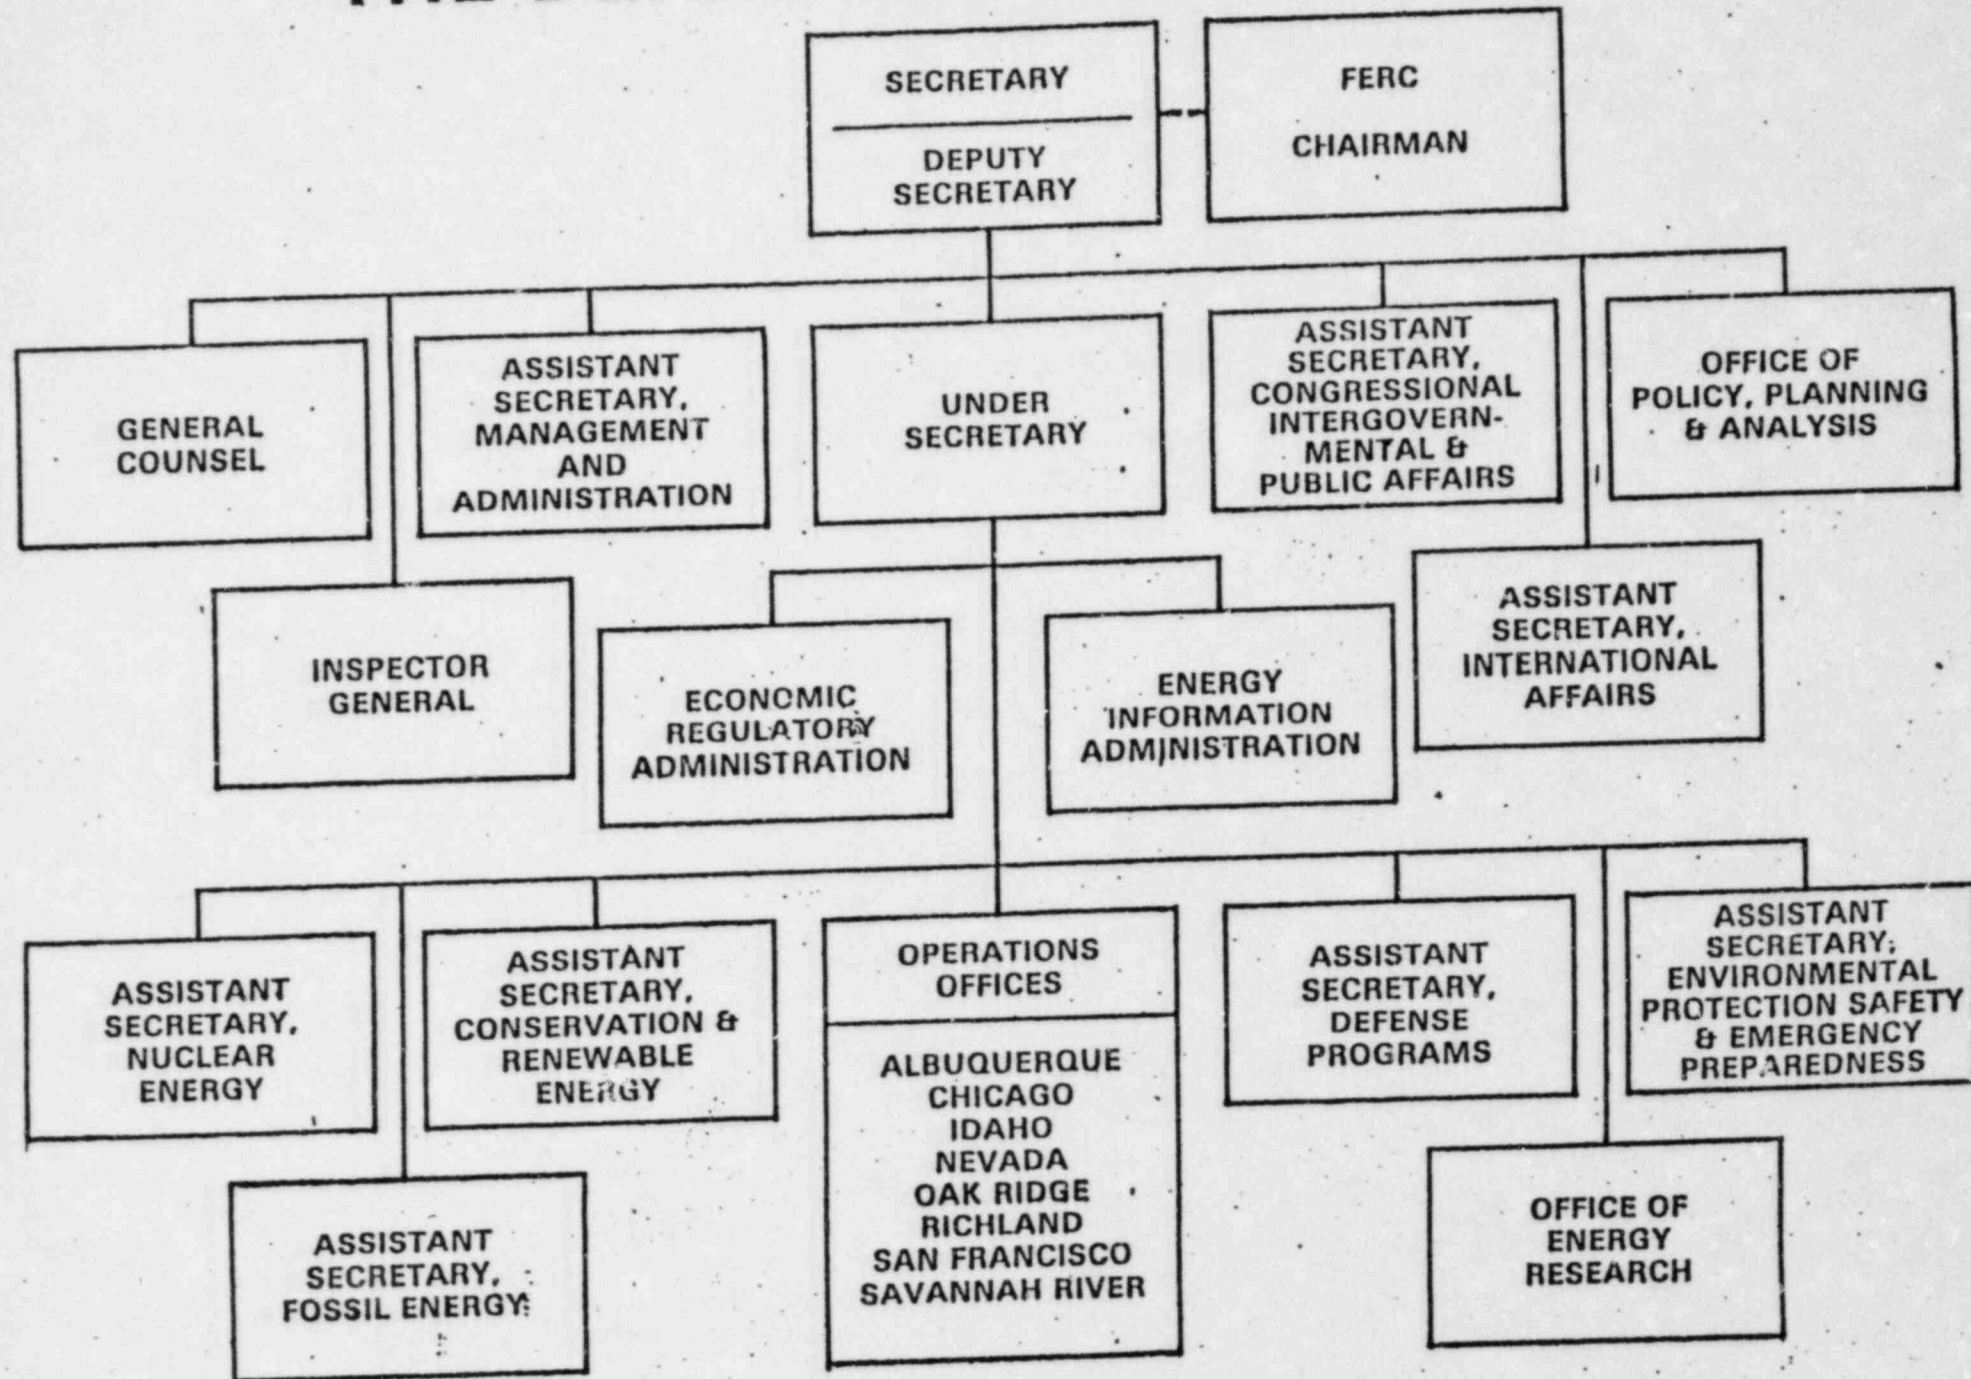 SECRETARY
DEPUTY
SECRETARY
FERC
CHAIRMAN
GENERAL
COUNSEL
ASSISTANT
SECRETARY,
MANAGEMENT
AND
ADMINISTRATION
UNDER
SECRETARY
ASSISTANT
SECRETARY,
CONGRESSIONAL
INTERGOVERN-
MENTAL &
PUBLIC AFFAIRS
OFFICE OF
POLICY, PLANNING
& ANALYSIS
INSPECTOR
GENERAL
ECONOMIC
REGULATORY
ADMINISTRATION
ENERGY
INFORMATION
ADMINISTRATION
ASSISTANT
SECRETARY,
INTERNATIONAL
AFFAIRS
ASSISTANT
SECRETARY,
NUCLEAR
ENERGY
ASSISTANT
SECRETARY,
CONSERVATION &
RENEWABLE
ENERGY
OPERATIONS
OFFICES
ALBUQUERQUE
CHICAGO
IDAHO
NEVADA
OAK RIDGE
RICHLAND
SAN FRANCISCO
SAVANNAH RIVER
ASSISTANT
SECRETARY,
DEFENSE
PROGRAMS
ASSISTANT
SECRETARY,
ENVIRONMENTAL
PROTECTION SAFETY
& EMERGENCY
PREPAREDNESS
ASSISTANT
SECRETARY,
FOSSIL ENERGY
OFFICE OF
ENERGY
RESEARCH